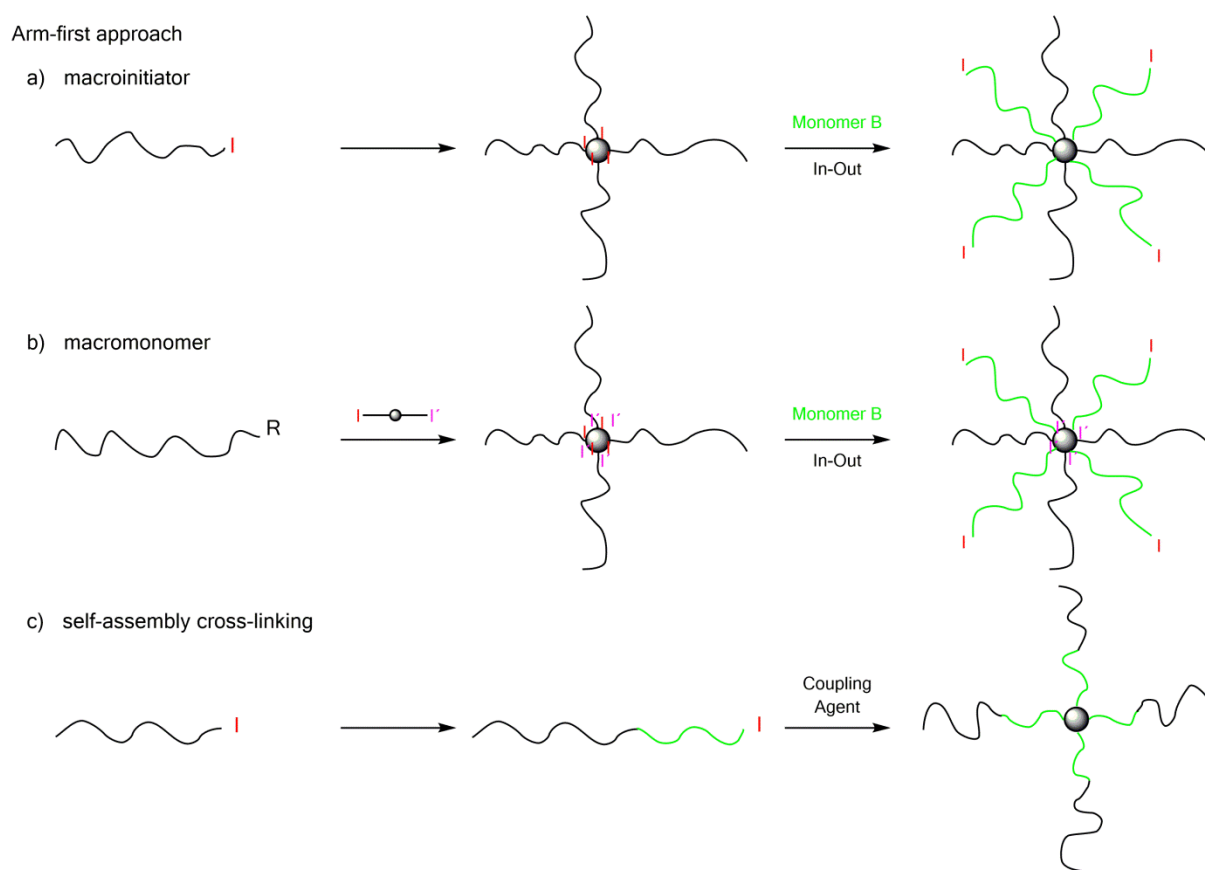 Arm-first approach
a) macroinitiator
I
I I I I
Monomer B
In-Out
I I
I I
b) macromonomer
R
I I´
I´ I´
I I I
I I
Monomer B
In-Out
I I
I I´
I I
I I
c) self-assembly cross-linking
I
I
Coupling
Agent